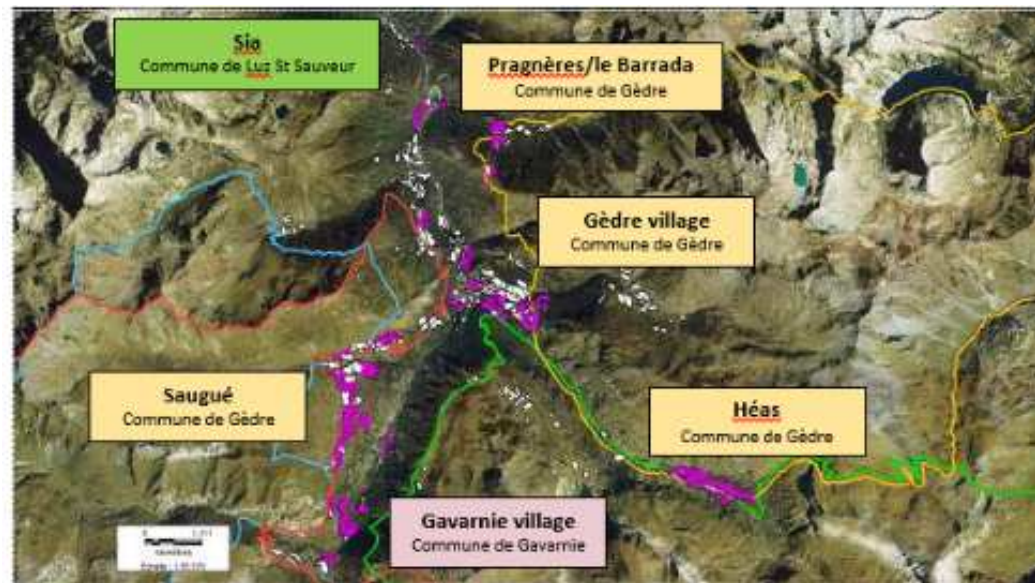 Sia
Commune de Luz St Sauveur
Pragnères/le Barrada
Commune de Gèdre
Gèdre village
Commune de Gèdre
Saugué
Commune de Gèdre
Héas
Commune de Gèdre
Gavarnie village
Commune de Gavarnie